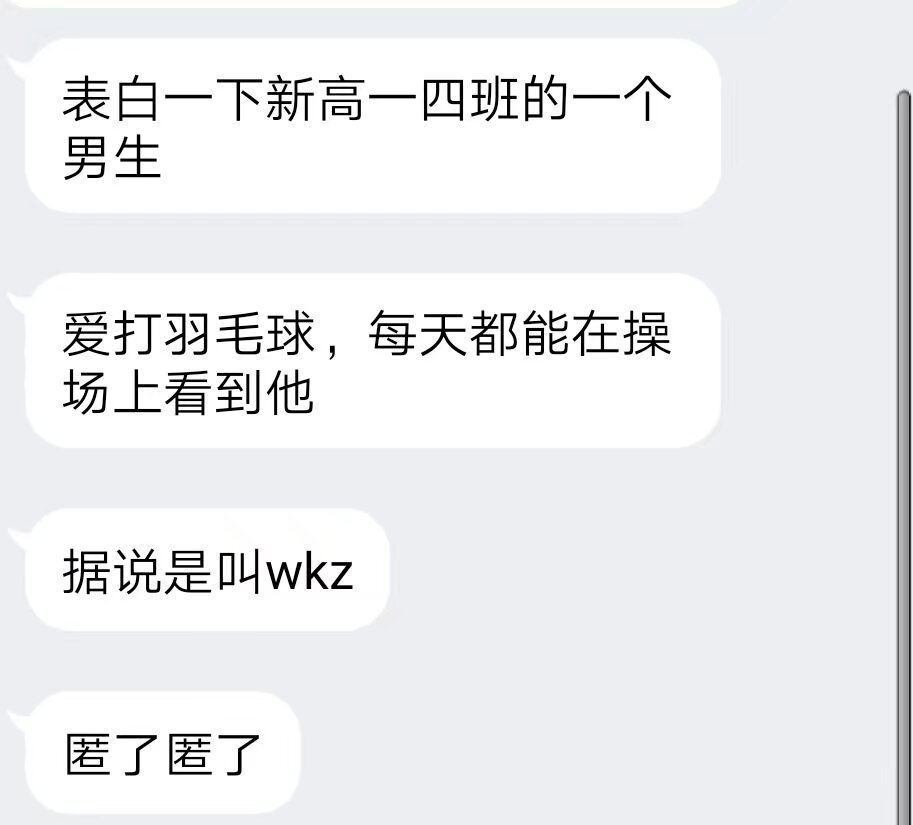 表白一下新高一四班的一个
男生
爱打羽毛球，每天都能在操
场上看到他
据说是叫wkz
匿了匿了